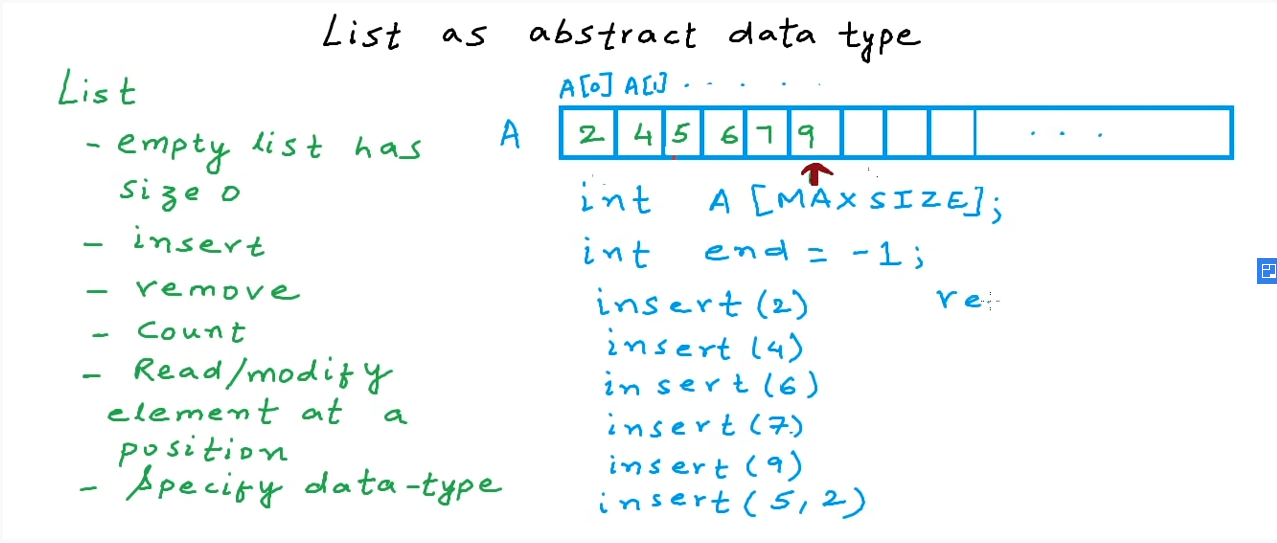 List as abstract data type
List
- empty list has
size 0
- insert
- remove
- Count
- Read/modify
element at a
position
- Specify data-type
A[0] A[1] . . . . .
A 2 4 5 6 7 9 . . .
int A [MAXSIZE];
int end = -1;
insert (2) re
insert (4)
insert (6)
insert (7)
insert (9)
insert (5, 2)